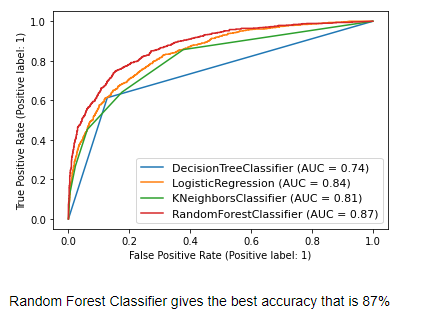 1.0
0.8
0.6
0.4
0.2
0.0
True Positive Rate (Positive label: 1)
DecisionTreeClassifier (AUC = 0.74)
LogisticRegression (AUC = 0.84)
KNeighborsClassifier (AUC = 0.81)
RandomForestClassifier (AUC = 0.87)
0.0 0.2 0.4 0.6 0.8 1.0
False Positive Rate (Positive label: 1)
Random Forest Classifier gives the best accuracy that is 87%